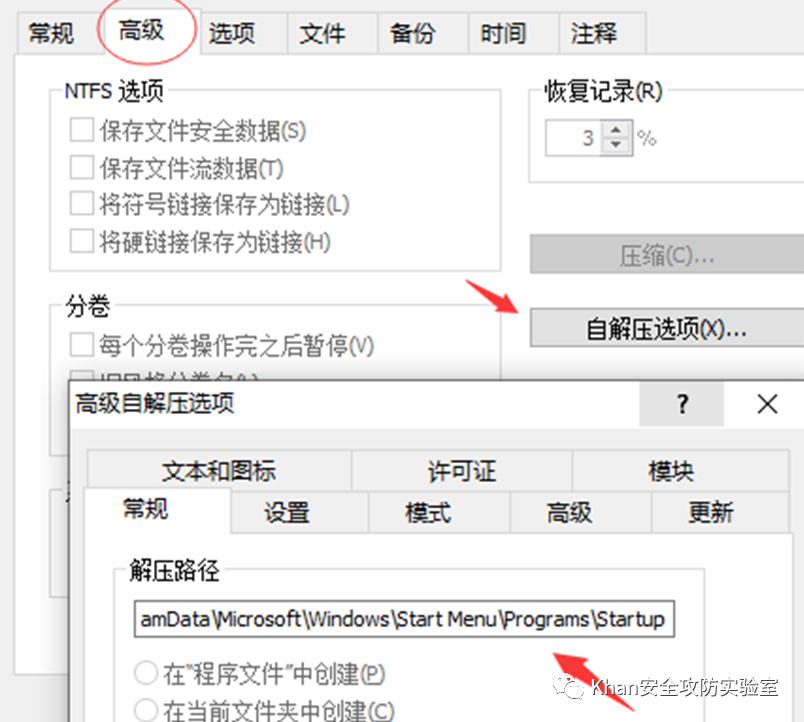 常规 高级 选项 文件 备份 时间 注释
NTFS 选项
保存文件安全数据(S)
保存文件流数据(T)
将符号链接保存为链接(L)
将硬链接保存为链接(H)
恢复记录(R)
3 %
压缩(C)...
自解压选项(X)...
分卷
每个分卷操作完之后暂停(V)
高级自解压选项 ?
文本和图标 许可证 模块
常规 设置 模式 高级 更新
解压路径
amData\Microsoft\Windows\Start Menu\Programs\Startup
在“程序文件”中创建(P)
在当前文件夹中创建(C)
Khan安全攻防实验室